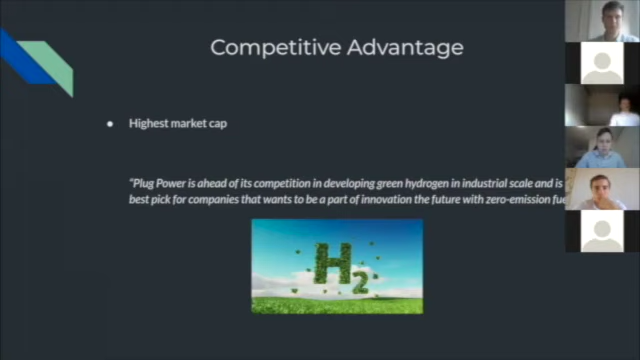 Competitive Advantage
● Highest market cap
“Plug Power is ahead of its competition in developing green hydrogen in industrial scale and is
best pick for companies that wants to be a part of innovation the future with zero-emission
H2